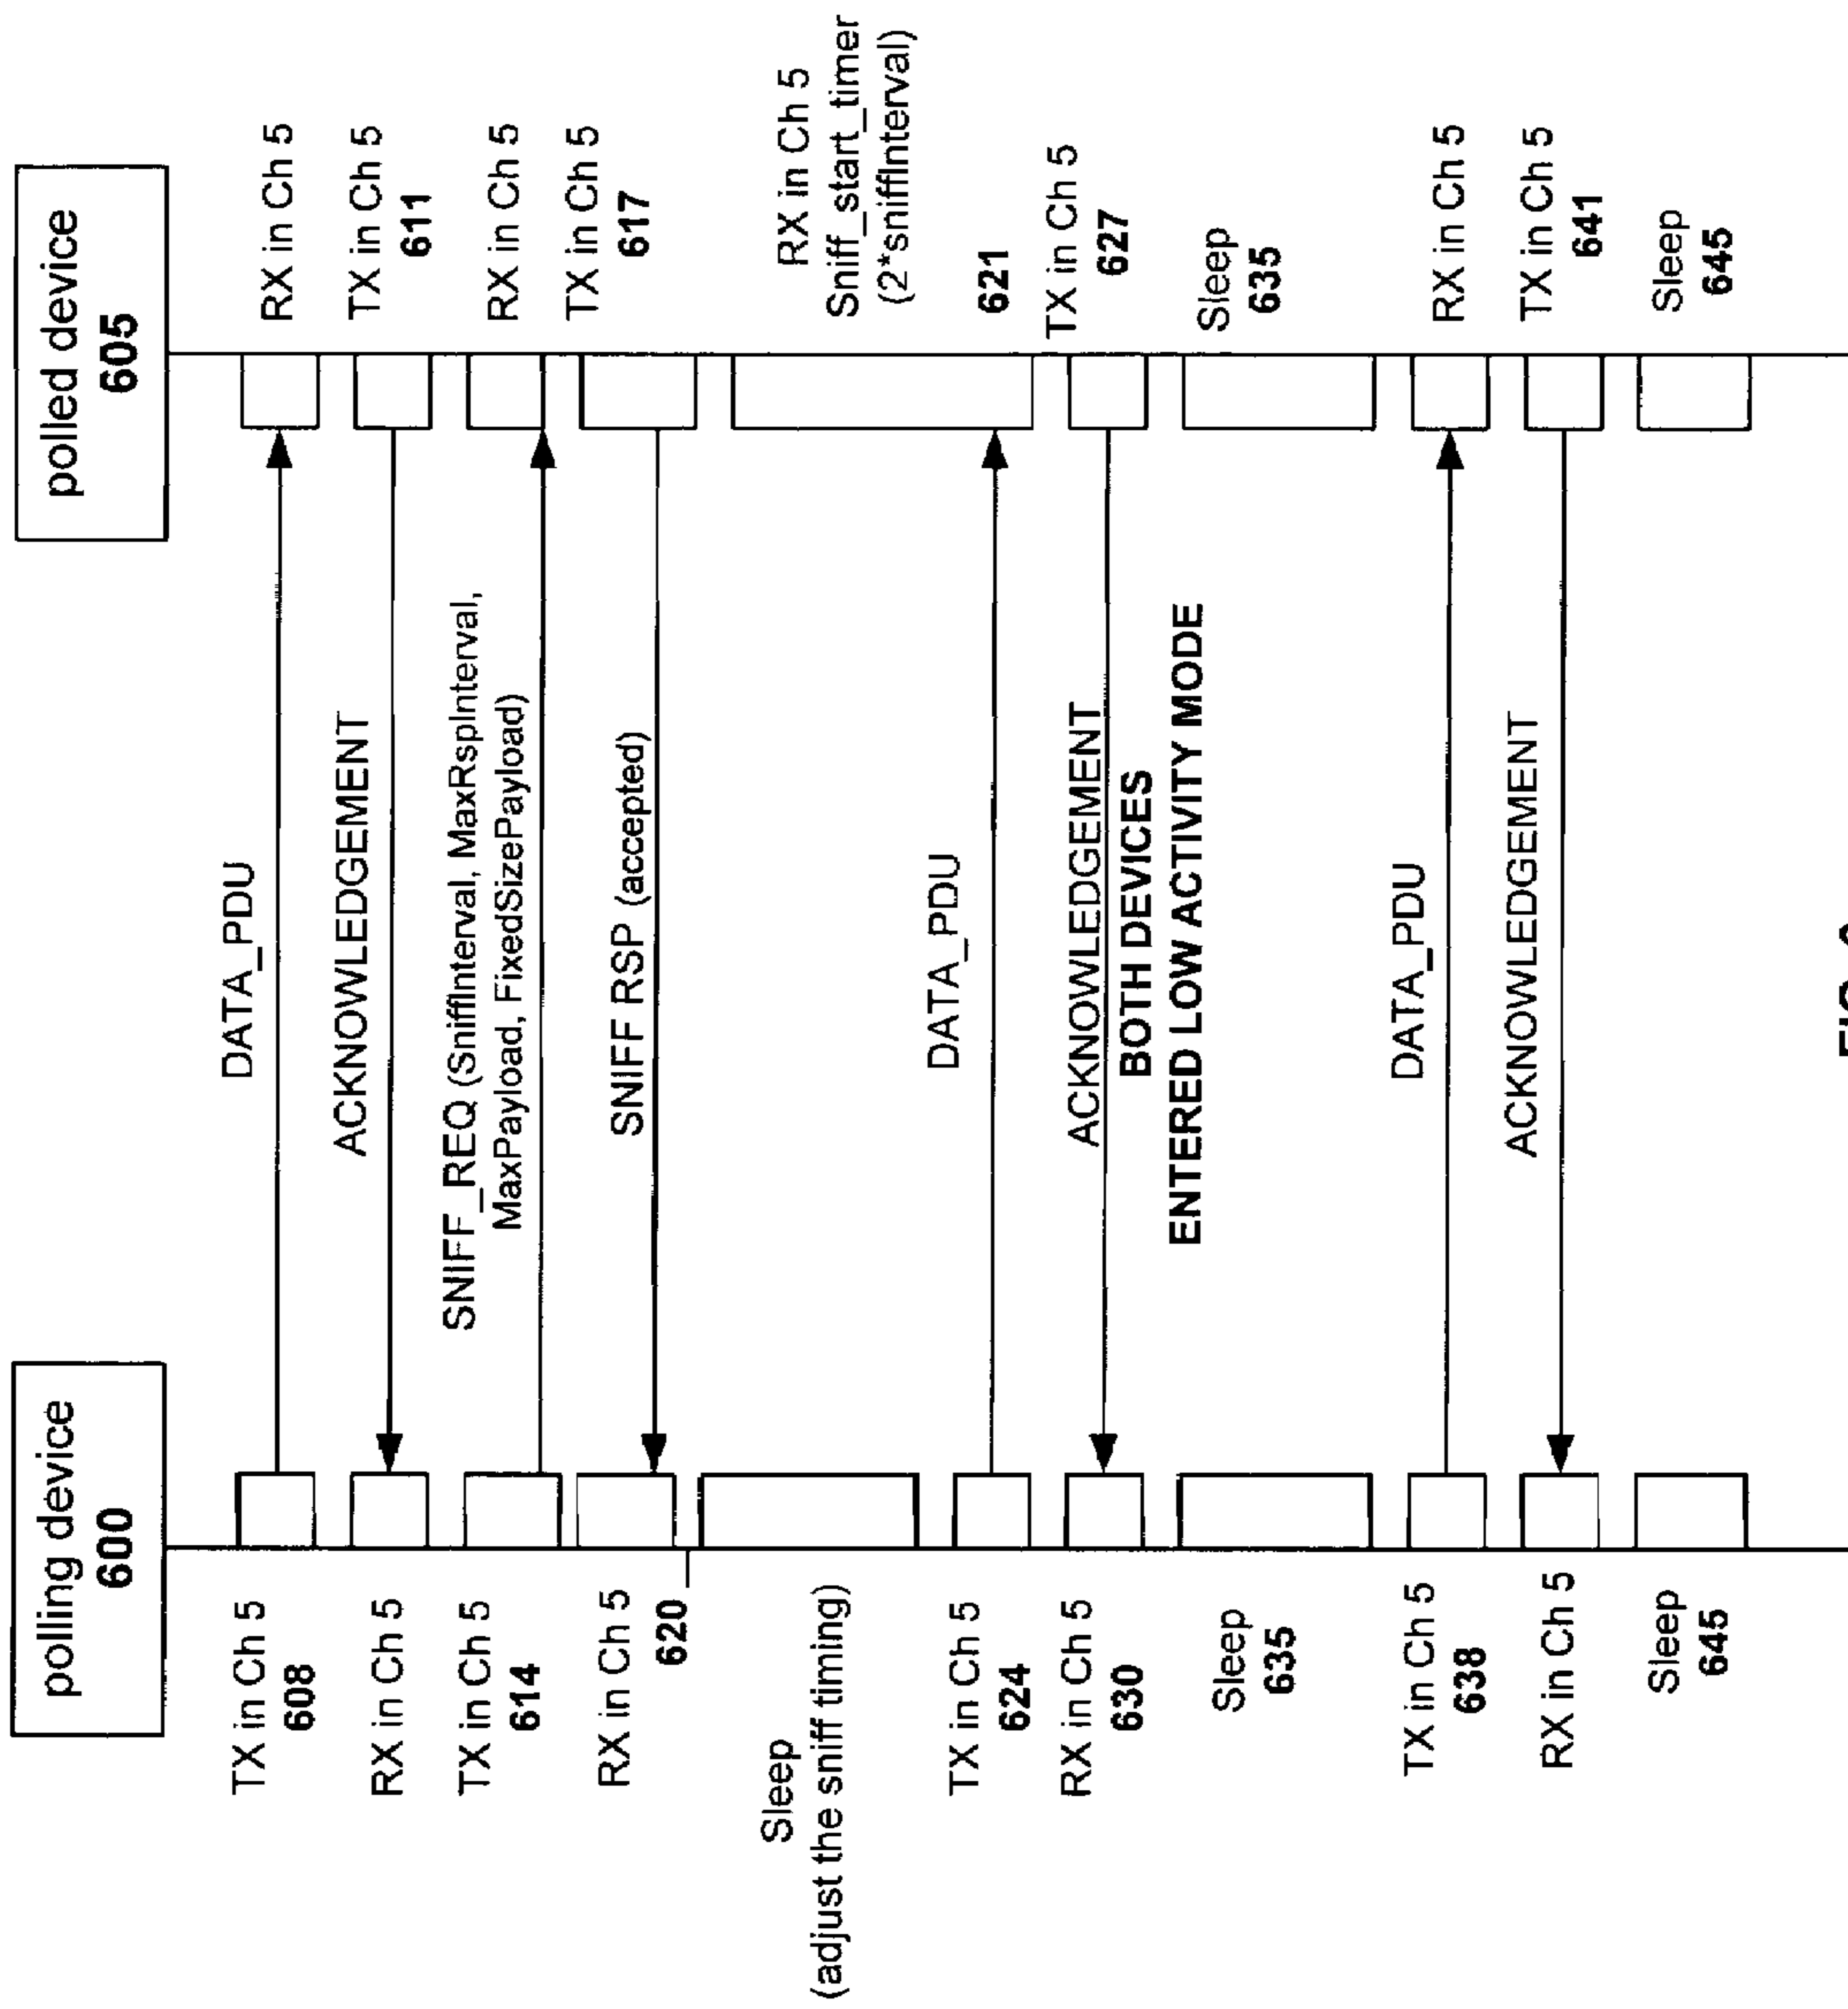 polling device
600
polled device
605
TX in Ch 5
608
DATA_PDU
RX in Ch 5
RX in Ch 5
ACKNOWLEDGEMENT
TX in Ch 5
611
TX in Ch 5
614
SNIFF_REQ (SniffInterval, MaxRspInterval,
MaxPayload, FixedSizePayload)
RX in Ch 5
RX in Ch 5
620
SNIFF RSP (accepted)
TX in Ch 5
617
Sleep
(adjust the sniff timing)
RX in Ch 5
Sniff_start_timer
(2*sniffInterval)
621
TX in Ch 5
624
DATA_PDU
RX in Ch 5
630
ACKNOWLEDGEMENT
TX in Ch 5
627
BOTH DEVICES
ENTERED LOW ACTIVITY MODE
Sleep
635
Sleep
635
TX in Ch 5
638
DATA_PDU
RX in Ch 5
RX in Ch 5
ACKNOWLEDGEMENT
TX in Ch 5
641
Sleep
645
Sleep
645